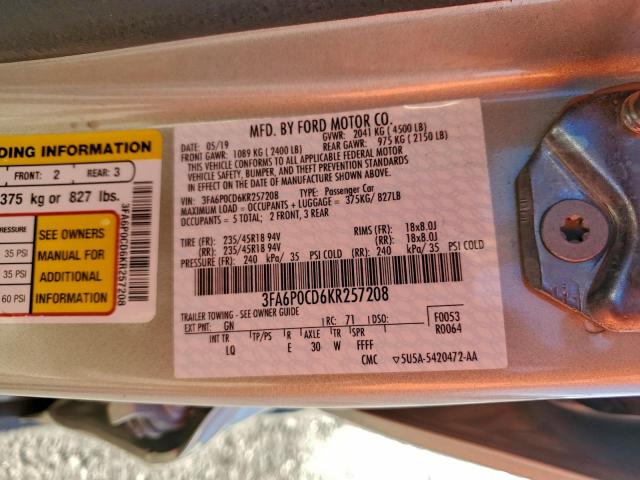 DING INFORMATION
FRONT: 2 REAR: 3
375 kg or 827 lbs.
PRESSURE
35 PSI
35 PSI
60 PSI
SEE OWNERS
MANUAL FOR
ADDITIONAL
INFORMATION
3FA6P0CD6KR257208
MFD. BY FORD MOTOR CO.
DATE: 05/19 GVWR: 2041 KG (4500 LB)
FRONT GAWR: 1089 KG (2400 LB) REAR GAWR: 975 KG (2150 LB)
THIS VEHICLE CONFORMS TO ALL APPLICABLE FEDERAL MOTOR
VEHICLE SAFETY, BUMPER, AND THEFT PREVENTION STANDARDS
IN EFFECT ON THE DATE OF MANUFACTURE SHOWN ABOVE.
VIN: 3FA6P0CD6KR257208 TYPE: Passenger Car
MAXIMUM LOAD = OCCUPANTS + LUGGAGE = 375KG/ 827LB
OCCUPANTS = 5 TOTAL; 2 FRONT, 3 REAR
TIRE (FR): 235/45R18 94V RIMS (FR): 18x8.0J
(RR): 235/45R18 94V (RR): 18x8.0J
PRESSURE (FR): 240 kPa/ 35 PSI COLD (RR): 240 kPa/ 35 PSI COLD
3FA6P0CD6KR257208
TRAILER TOWING - SEE OWNER GUIDE
EXT PNT: GN RC: 71 DSO: F0053
INT TR TP/PS R AXLE TR SPR R0064
LQ E 30 W FFFF
CMC ▽5U5A-5420472-AA